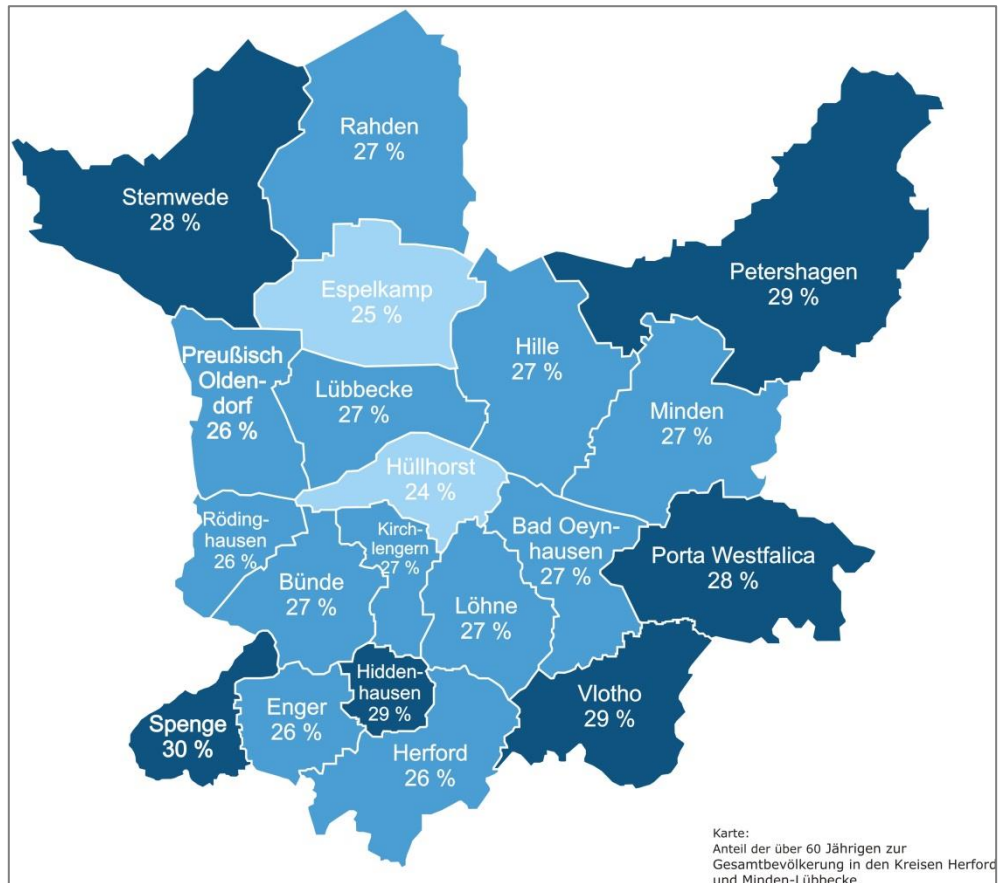 Rahden
27 %
Stemwede
28 %
Petershagen
29 %
Espelkamp
25 %
Hille
27 %
Preußisch
Olden-
dorf
26 %
Lübbecke
27 %
Minden
27 %
Hüllhorst
24 %
Röding-
hausen
26 %
Kirch-
lengern
27 %
Bad Oeyn-
hausen
27 %
Porta Westfalica
28 %
Bünde
27 %
Löhne
27 %
Hidden-
hausen
29 %
Vlotho
29 %
Spenge
30 %
Enger
26 %
Herford
26 %
Karte:
Anteil der über 60 Jährigen zur
Gesamtbevölkerung in den Kreisen Herford
und Minden-Lübbecke